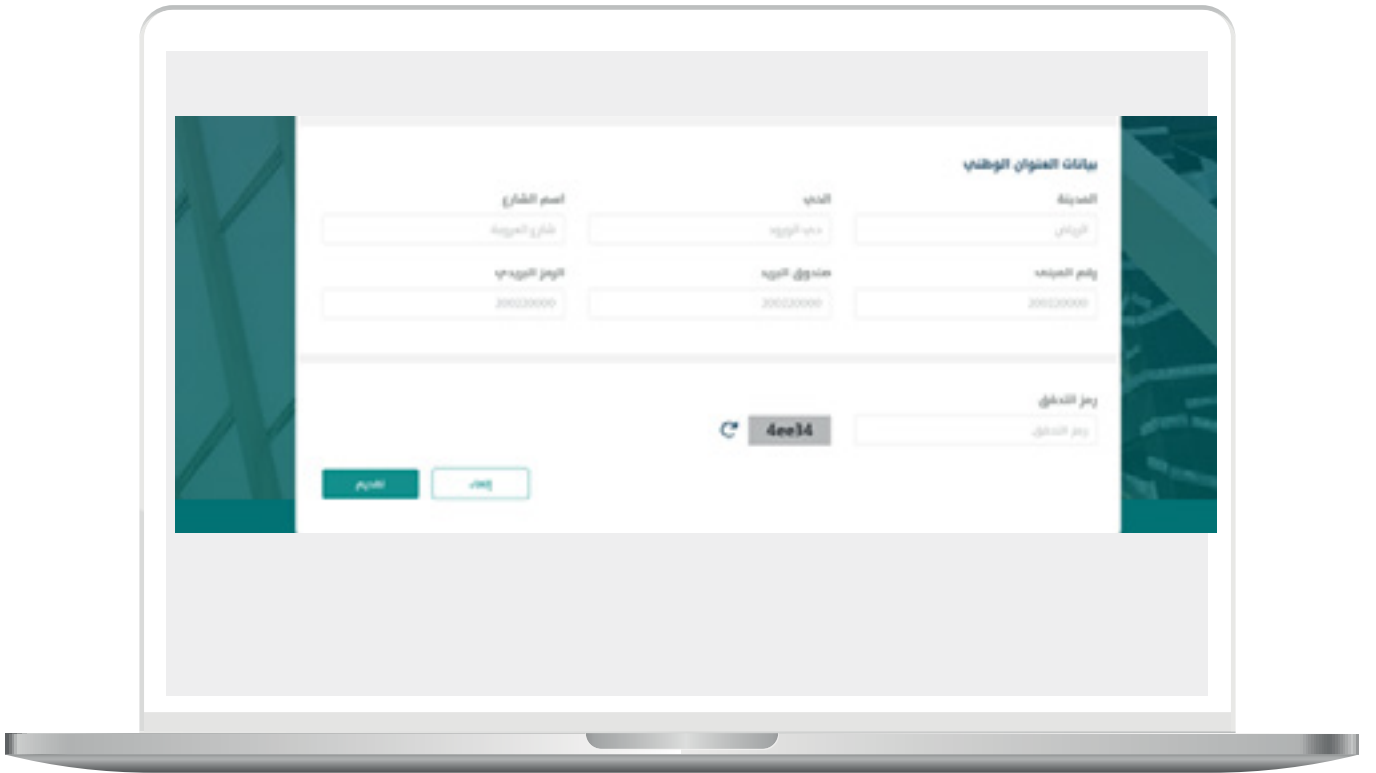 بيانات العنوان الوطني
المدينة الحي اسم الشارع
الرياض حي الورود شارع العروبة
رقم المبنى صندوق البريد الرمز البريدي
200220000 200220000 200220000
رمز التحقق
رمز التحقق 4ee34
إلغاء تقديم